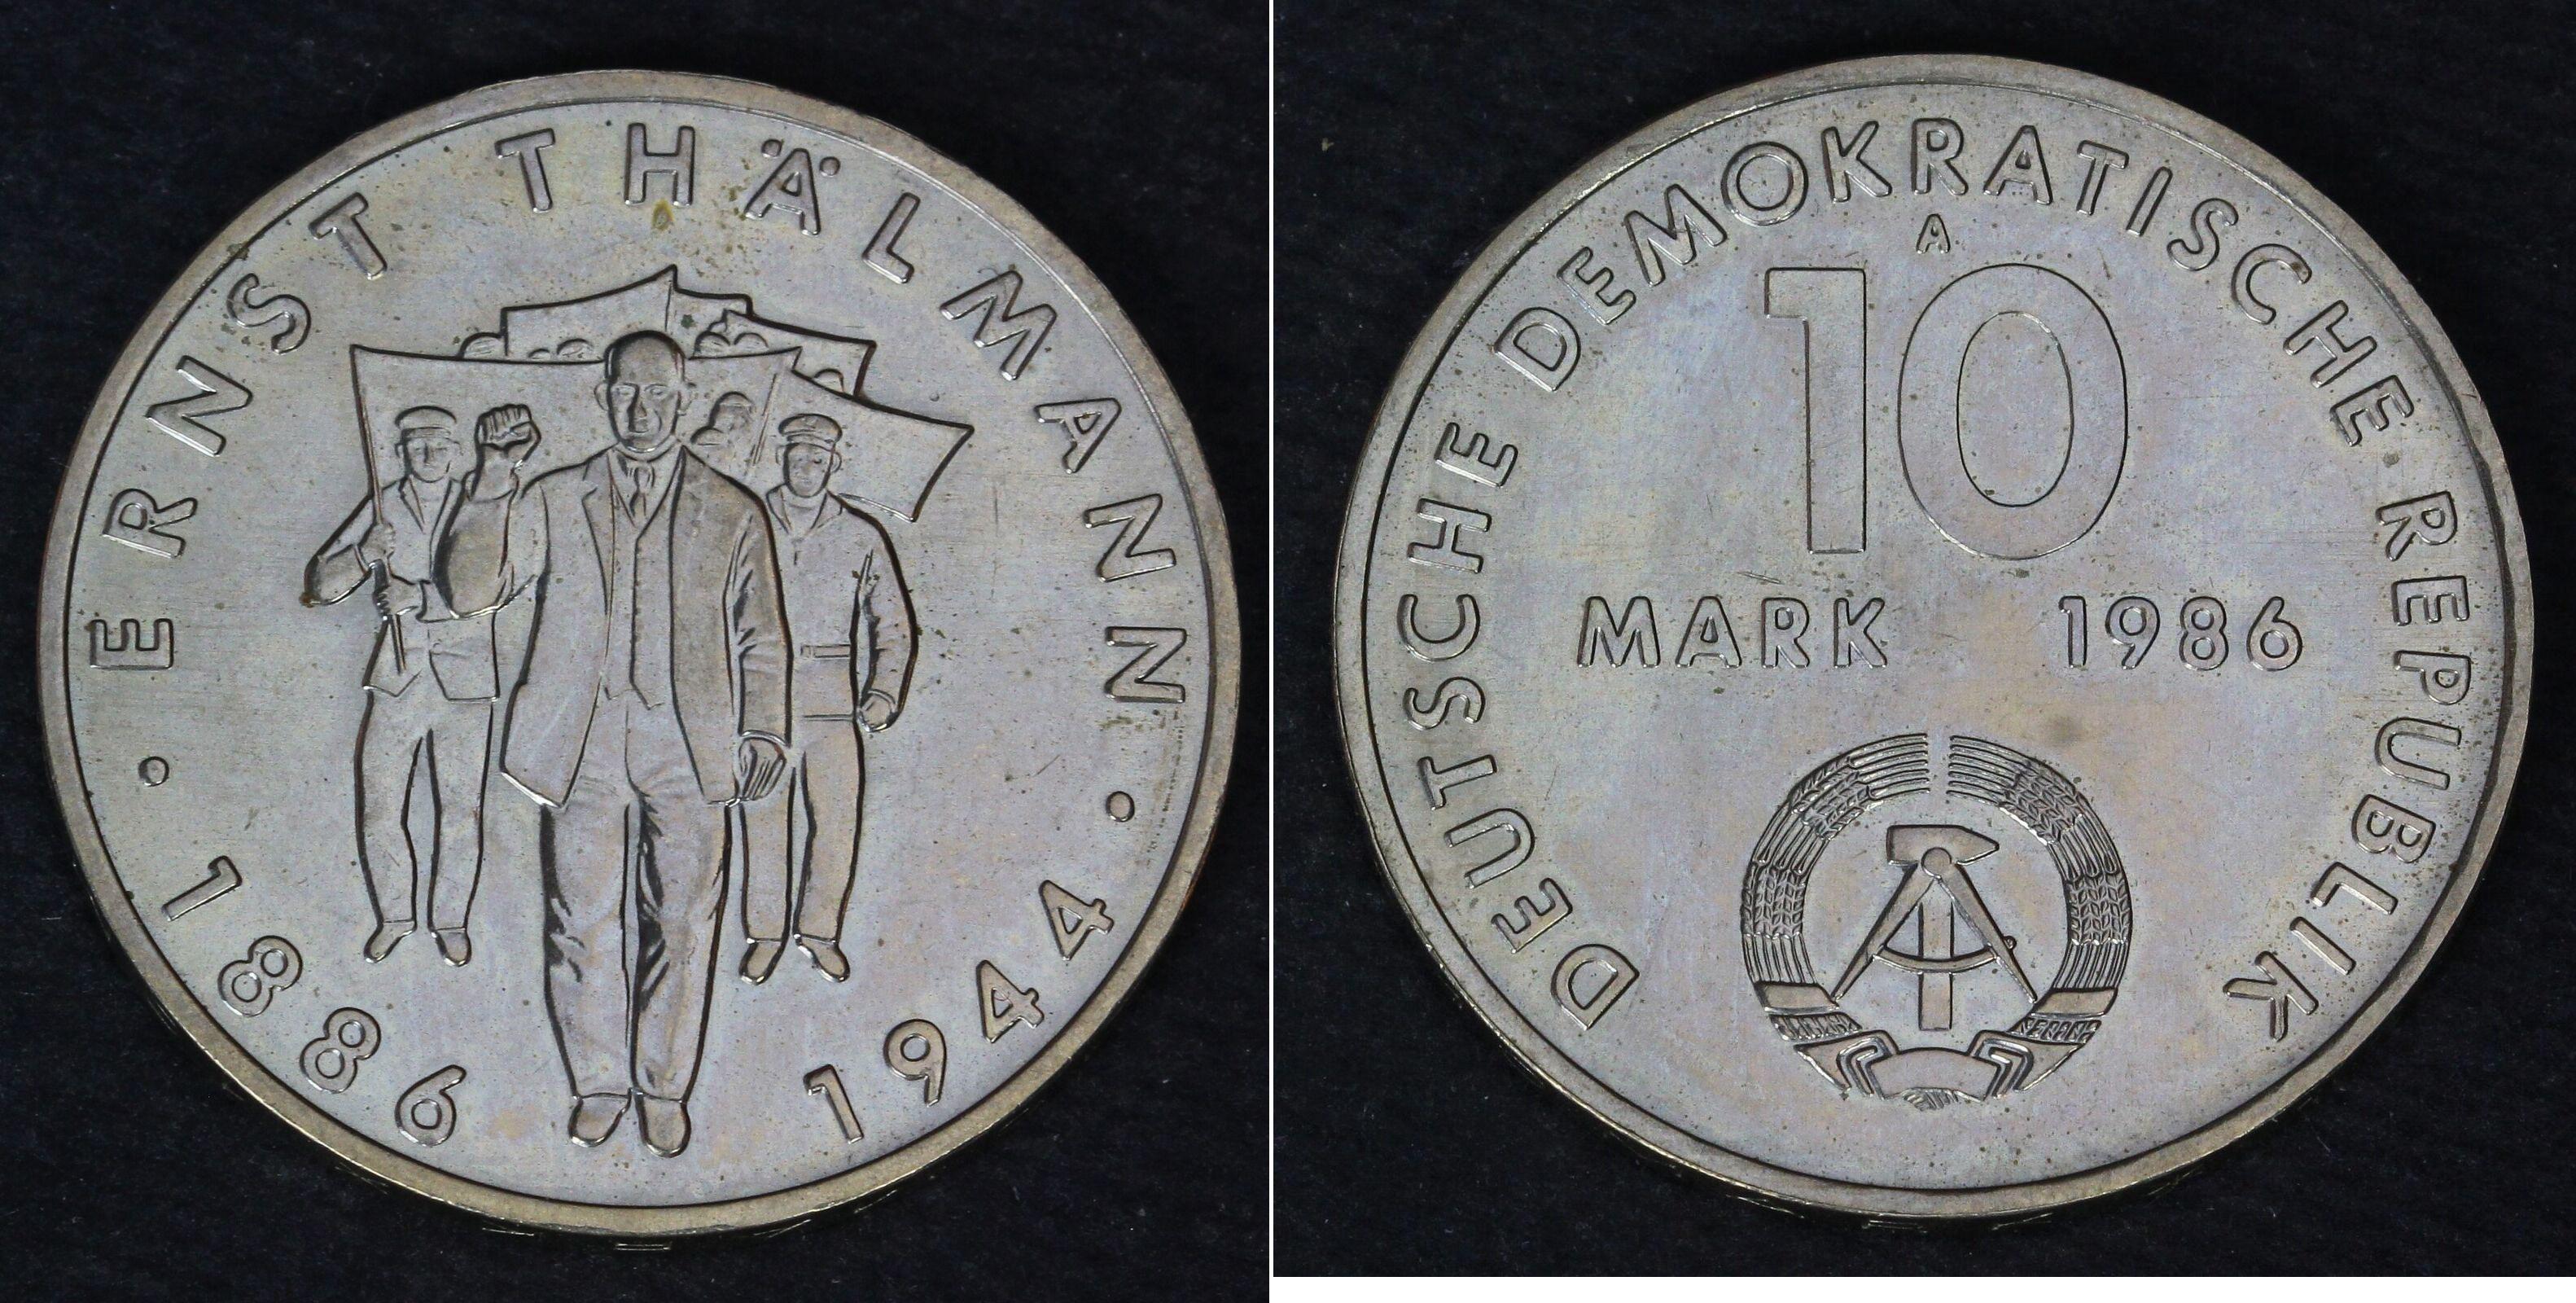 • ERNST THÄLMANN •
1886 1944
DEUTSCHE DEMOKRATISCHE REPUBLIK
A
10
MARK 1986